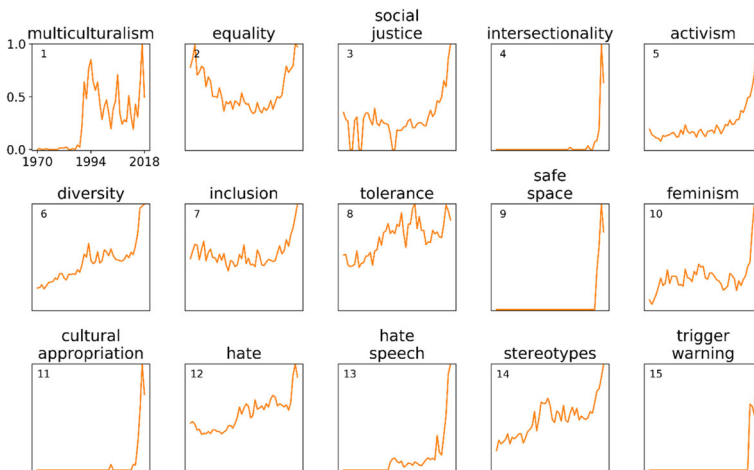 multiculturalism
equality
social
justice
intersectionality
activism
1.0
0.5
0.0
1
2
3
4
5
1970
1994
2018
diversity
inclusion
tolerance
safe
space
feminism
6
7
8
9
10
cultural
appropriation
hate
hate
speech
stereotypes
trigger
warning
11
12
13
14
15